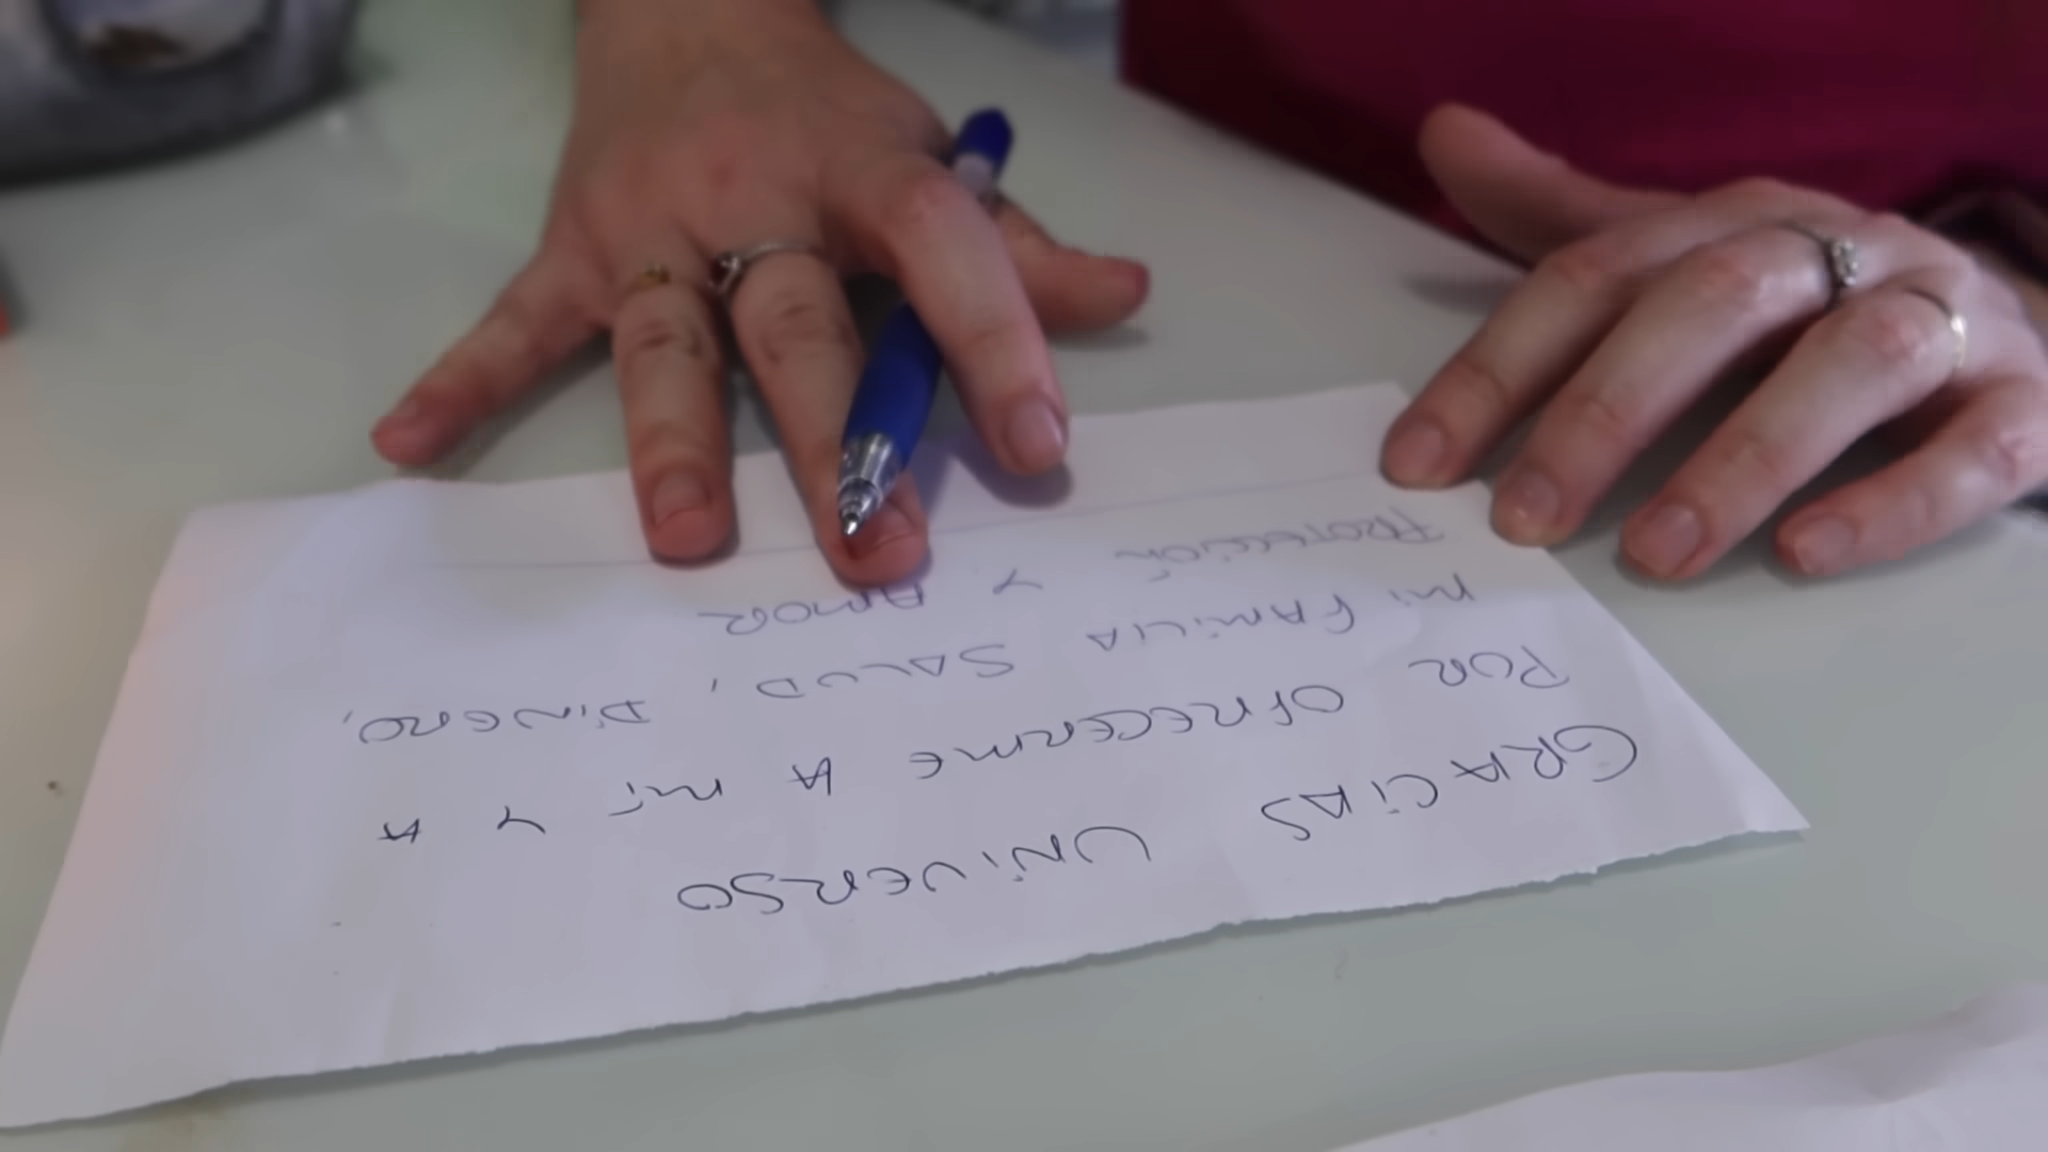 GRACIAS UNIVERSO
POR OFRECERME A MÍ Y A
MI FAMILIA SALUD, DINERO,
PROTECCIÓN Y AMOR